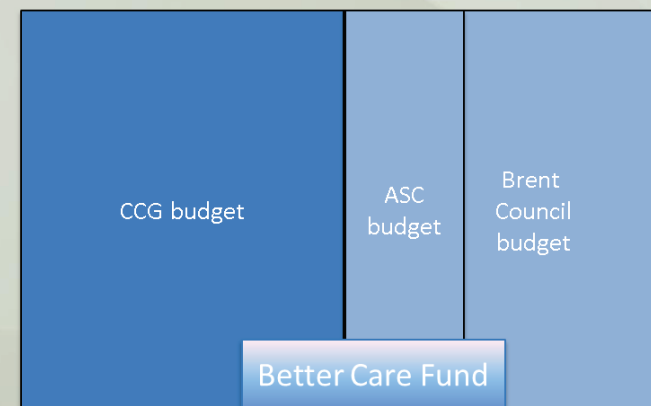 CCG budget
ASC
budget
Brent
Council
budget
Better Care Fund